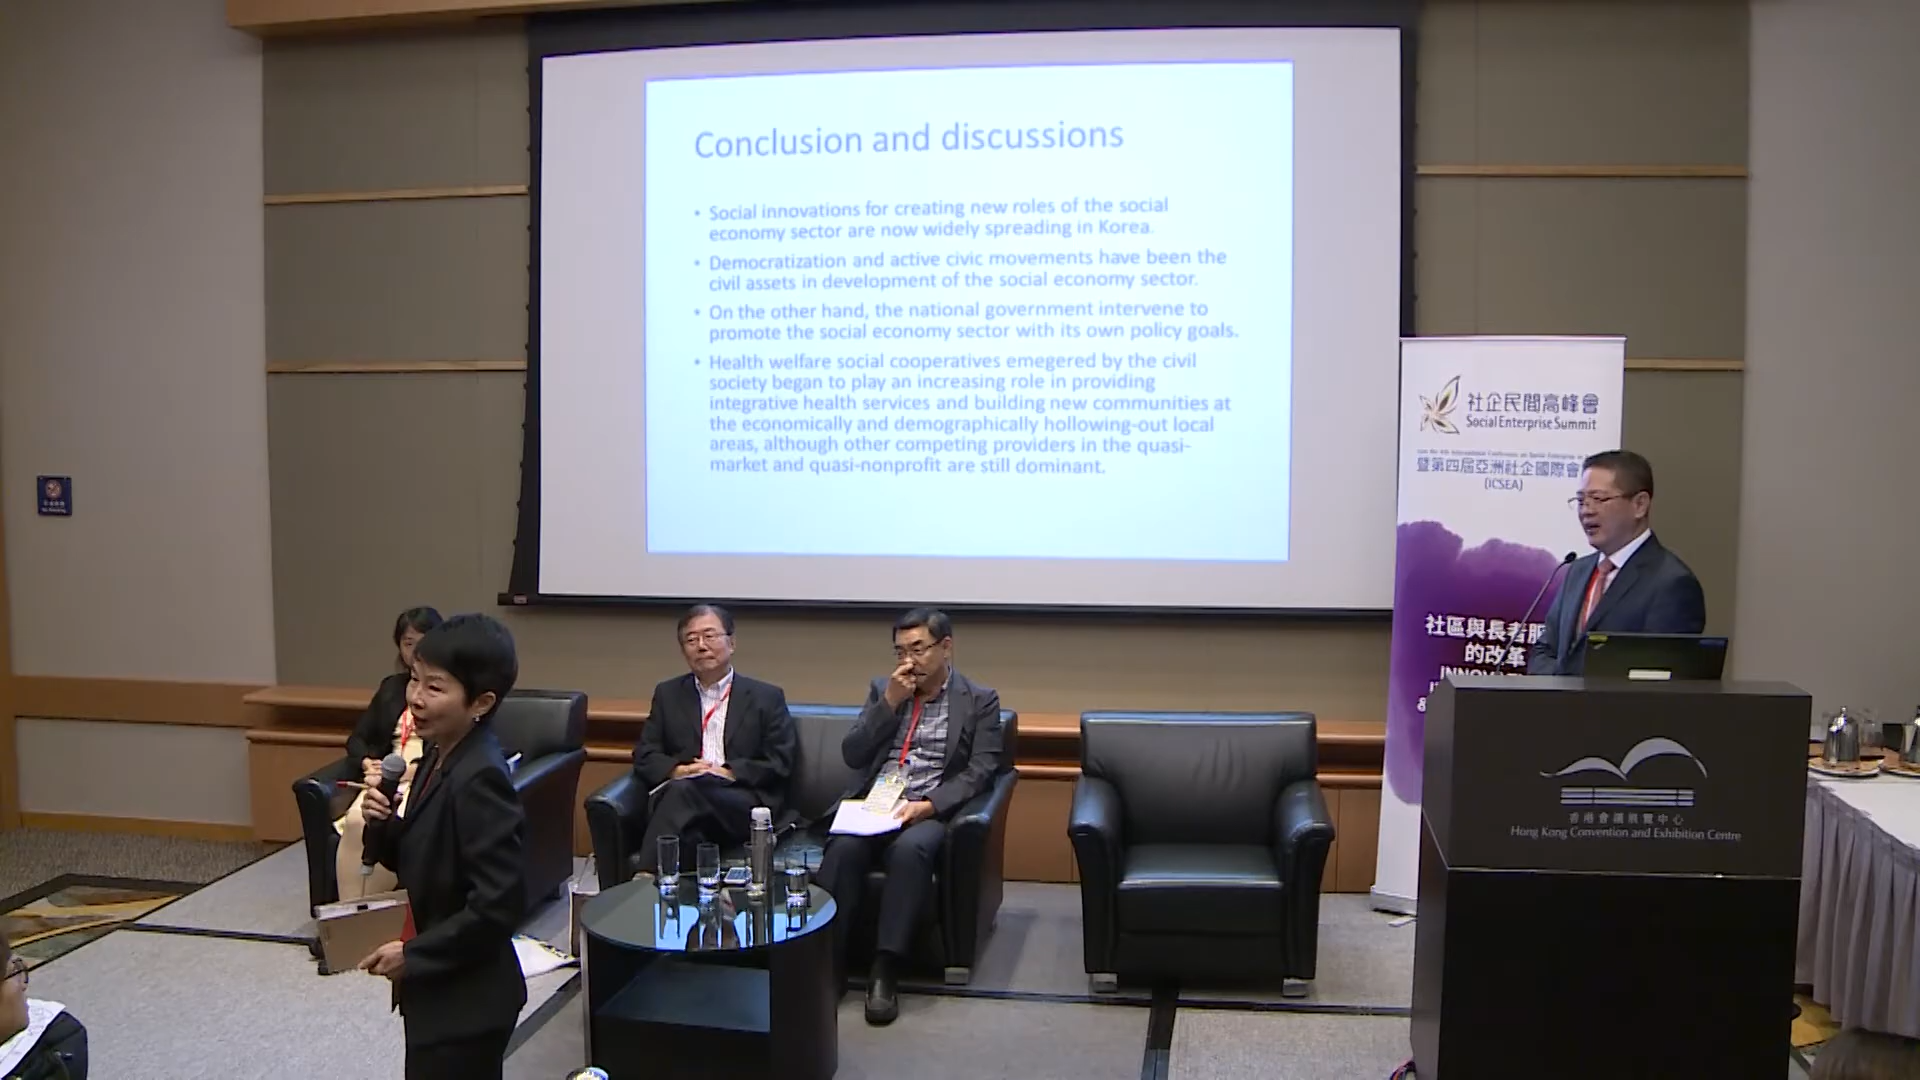 Conclusion and discussions
• Social innovations for creating new roles of the social
economy sector are now widely spreading in Korea.
• Democratization and active civic movements have been the
civil assets in development of the social economy sector.
• On the other hand, the national government intervene to
promote the social economy sector with its own policy goals.
• Health welfare social cooperatives emegered by the civil
society began to play an increasing role in providing
integrative health services and building new communities at
the economically and demographically hollowing-out local
areas, although other competing providers in the quasi-
market and quasi-nonprofit are still dominant.
社企民間高峰會
Social Enterprise Summit
暨第四屆亞洲社企國際會
(ICSEA)
社區與長者服
的改革
香港會議展覽中心
Hong Kong Convention and Exhibition Centre